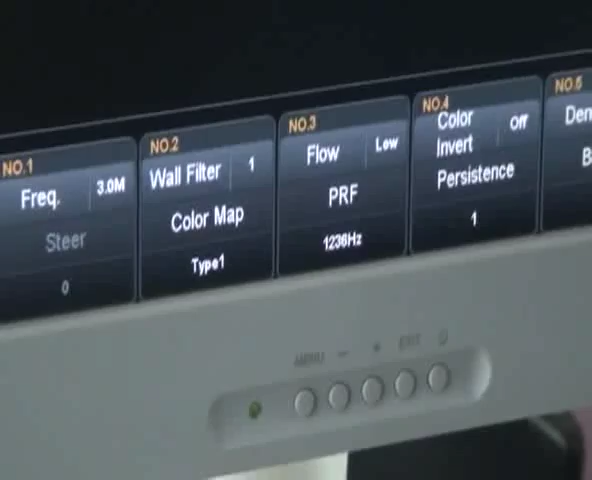 NO.1
Freq. 3.0M
Steer
0
NO.2
Wall Filter 1
Color Map
Type1
NO.3
Flow Low
PRF
1236Hz
NO.4
Color Invert Off
Persistence
1
NO.5
Den
B
MENU - + EXIT